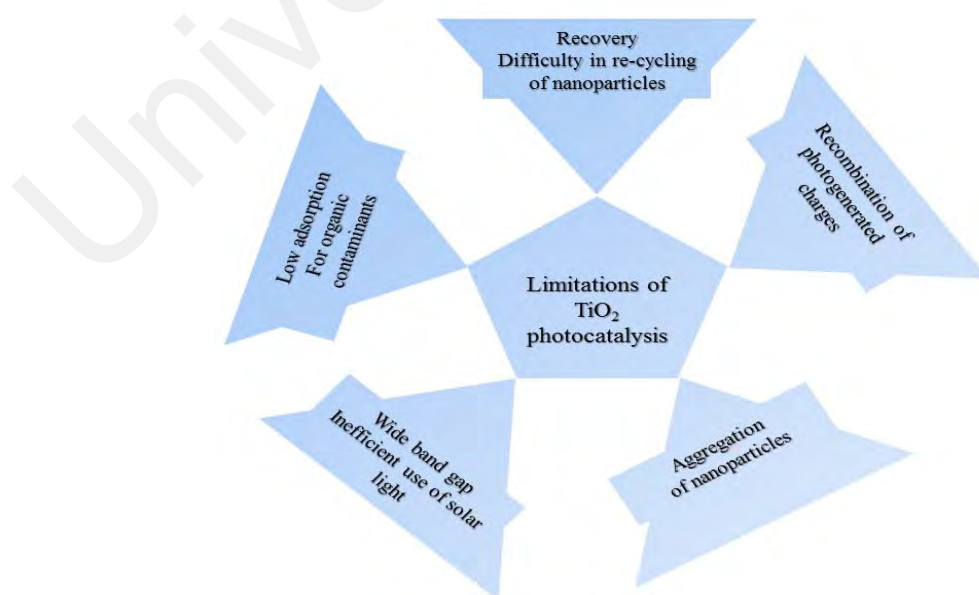 Unive
Recovery
Difficulty in re-cycling
of nanoparticles
Recombination of
photogenerated
charges
Low adsorption
For organic
contaminants
Limitations of
TiO₂
photocatalysis
Wide band gap
Inefficient use of solar
light
Aggregation
of nanoparticles